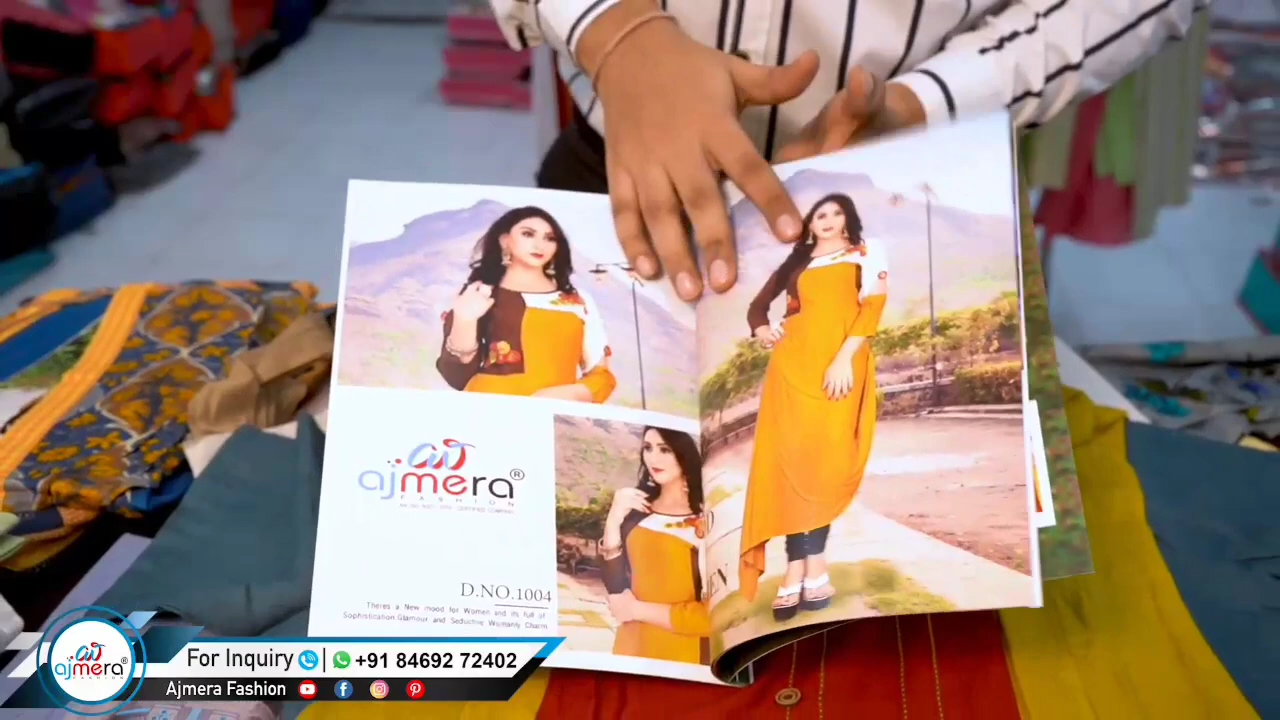 ajmera®
FASHION
D.NO.1004
Theres a New mood for Women and its full of
Sophistication,Glamour and Seductive Womanly Charm
ajmera®
FASHION
For Inquiry | +91 84692 72402
Ajmera Fashion